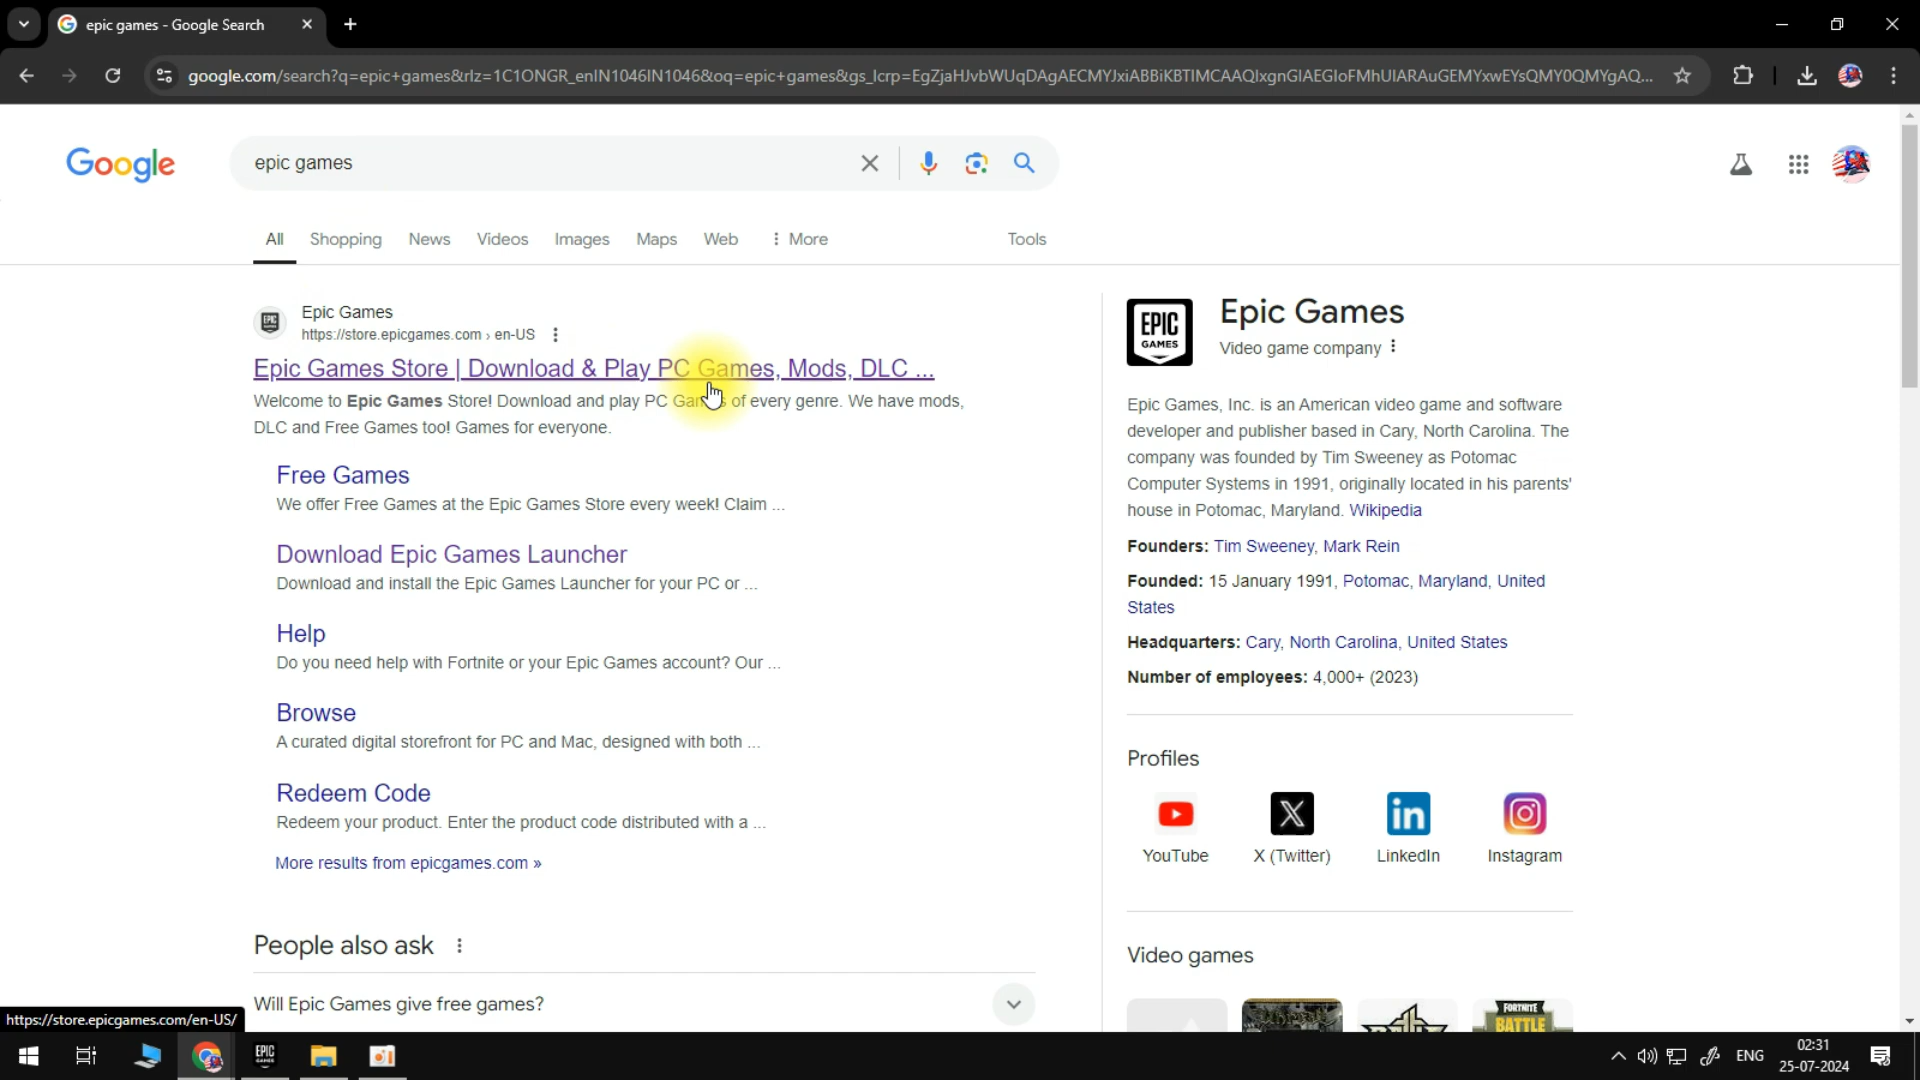 epic games - Google Search
google.com/search?q=epic+games&rlz=1C1ONGR_enIN1046IN1046&oq=epic+games&gs_lcrp=EgZjaHJvbWUqDAgAECMYJxiABBiKBTIMCAAQIxgnGIAEGIoFMhUIARAuGEMYxwEYsQMY0QMYgAQ...
Google
epic games
All Shopping News Videos Images Maps Web More Tools
Epic Games
https://store.epicgames.com › en-US
Epic Games Store | Download & Play PC Games, Mods, DLC ...
Welcome to Epic Games Store! Download and play PC Games of every genre. We have mods,
DLC and Free Games too! Games for everyone.
Free Games
We offer Free Games at the Epic Games Store every week! Claim ...
Download Epic Games Launcher
Download and install the Epic Games Launcher for your PC or ...
Help
Do you need help with Fortnite or your Epic Games account? Our ...
Browse
A curated digital storefront for PC and Mac, designed with both ...
Redeem Code
Redeem your product. Enter the product code distributed with a ...
More results from epicgames.com »
People also ask
Will Epic Games give free games?
EPIC
GAMES
Epic Games
Video game company
Epic Games, Inc. is an American video game and software
developer and publisher based in Cary, North Carolina. The
company was founded by Tim Sweeney as Potomac
Computer Systems in 1991, originally located in his parents'
house in Potomac, Maryland. Wikipedia
Founders: Tim Sweeney, Mark Rein
Founded: 15 January 1991, Potomac, Maryland, United
States
Headquarters: Cary, North Carolina, United States
Number of employees: 4,000+ (2023)
Profiles
YouTube X (Twitter) LinkedIn Instagram
Video games
FORTNITE
BATTLE
https://store.epicgames.com/en-US/
EPIC
GAMES
ENG
02:31
25-07-2024